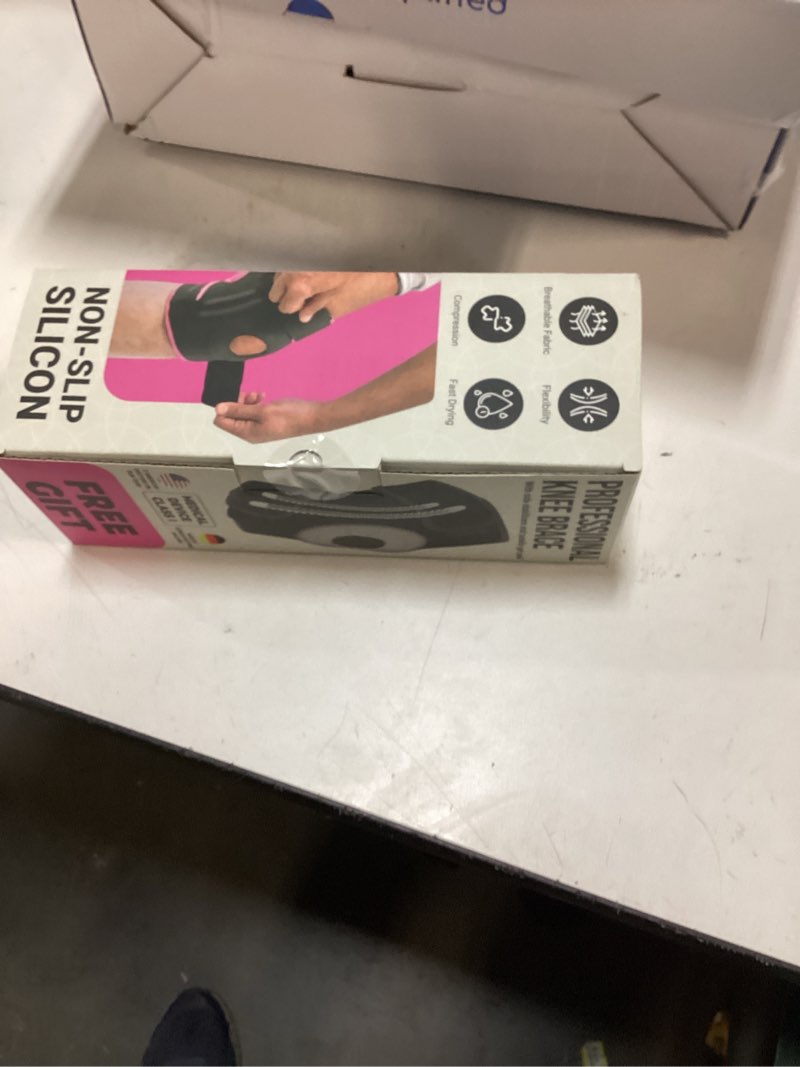 NON-SLIP
SILICON
Breathable Fabric
Flexibility
Compression
Fast Drying
PROFESSIONAL
KNEE BRACE
MEDICAL
DEVICE
CLASS I
FREE
GIFT